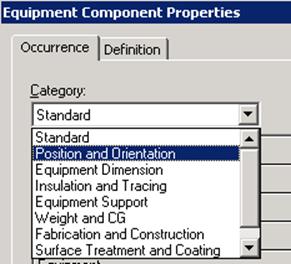 Equipment Component Properties
Occurrence Definition
Category:
Standard
Standard
Position and Orientation
Equipment Dimension
Insulation and Tracing
Equipment Support
Weight and CG
Fabrication and Construction
Surface Treatment and Coating